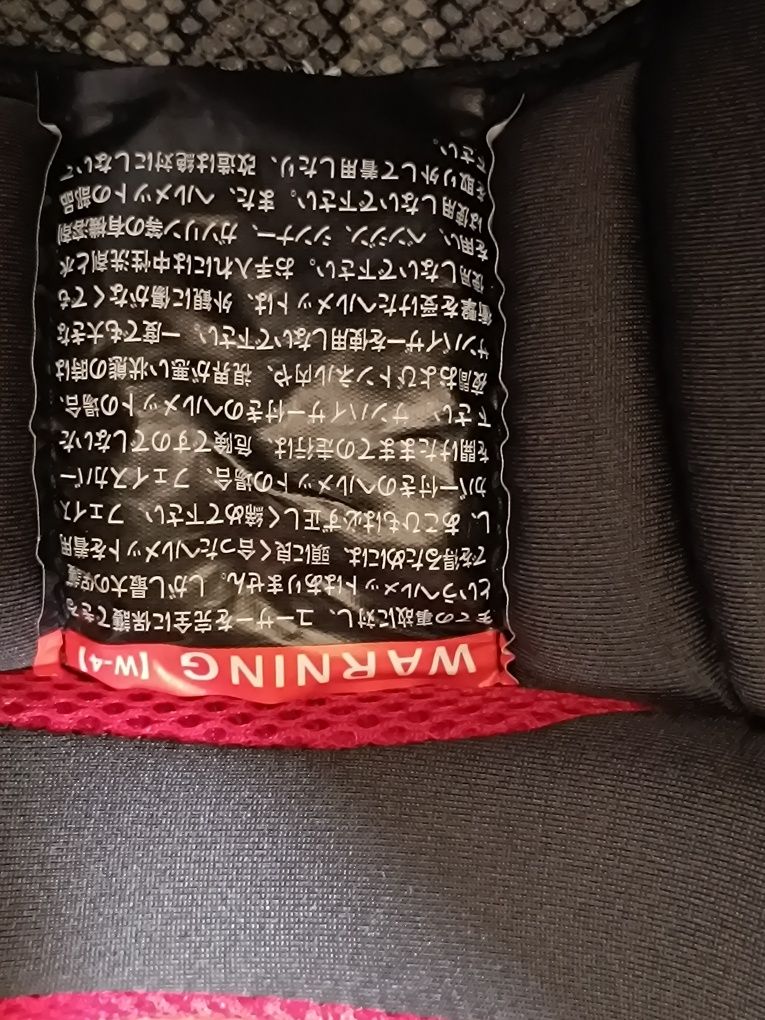 WARNING 【W-4】
全ての事故に対し、ユーザーを完全に保護できる
というヘルメットはありません。しかし最大の保護
でを得るためには、頭に良く合ったヘルメットを着用
し、あごひもは必ず正しく締めて下さい。フェイス
カバー付きのヘルメットの場合、フェイスカバー
を開けたままでの走行は、危険ですのでしないた
下さい。サンバイザー付きのヘルメットの場合、
夜間およびトンネル内や、視界が悪い状態の時は
サンバイザーを使用しないで下さい。一度でも大きな
衝撃を受けたヘルメットは、外観に傷がなくても
使用しないで下さい。お手入れには中性洗剤と水
を用い、ベンジン、シンナー、ガソリン等の有機溶剤
は使用しないで下さい。また、ヘルメットの部品
を取り外して着用したり、改造は絶対にしないで
下さい。